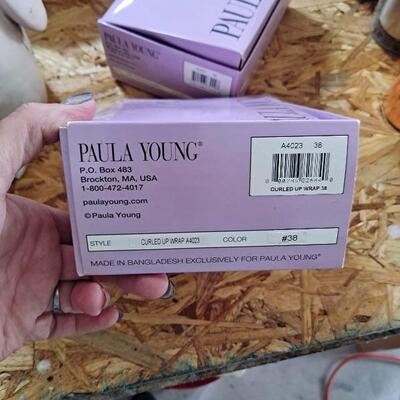 PAULA
PAULA YOUNG®
P.O. Box 483
Brockton, MA, USA
1-800-472-4017
paulayoung.com
©Paula Young
A4023 38
CURLED UP WRAP 38
STYLE CURLED UP WRAP A4023 COLOR #38
MADE IN BANGLADESH EXCLUSIVELY FOR PAULA YOUNG®